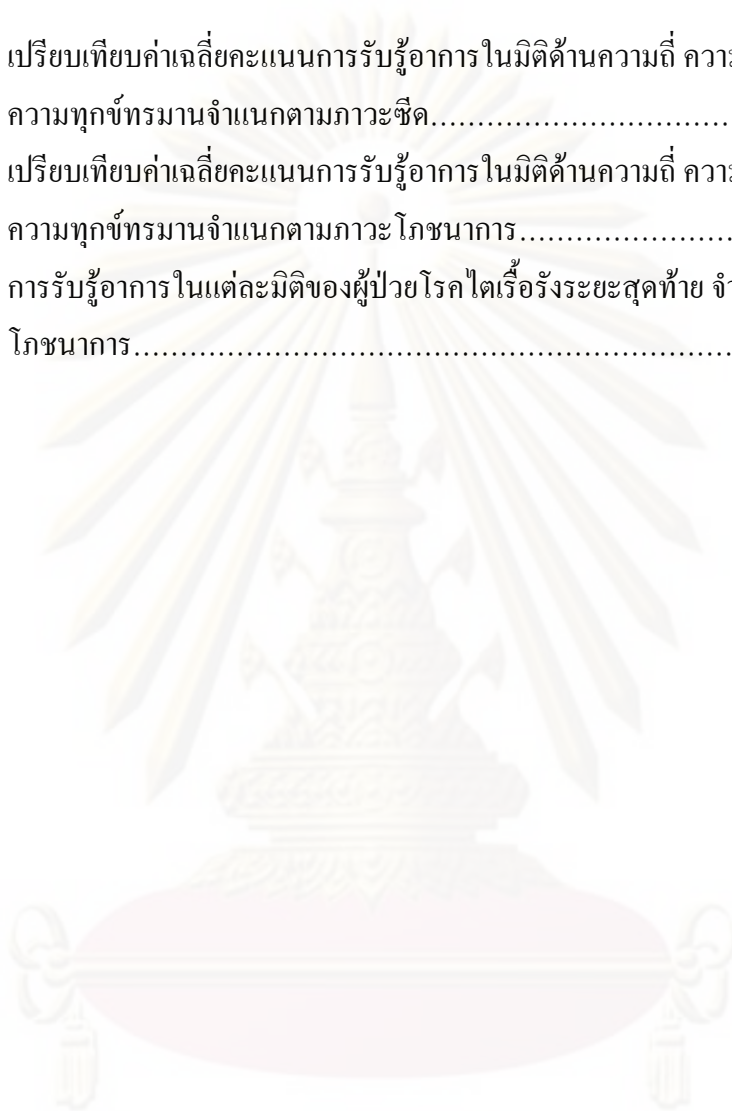 เปรียบเทียบค่าเฉลี่ยคะแนนการรับรู้อาการในมิติด้านความถี่
ความทุกข์ทรมานจำแนกตามภาวะซีด................................
เปรียบเทียบค่าเฉลี่ยคะแนนการรับรู้อาการในมิติด้านความถี่
ความทุกข์ทรมานจำแนกตามภาวะโภชนาการ.......................
การรับรู้อาการในแต่ละมิติของผู้ป่วยโรคไตเรื้อรังระยะสุดท้าย
โภชนาการ................................................................